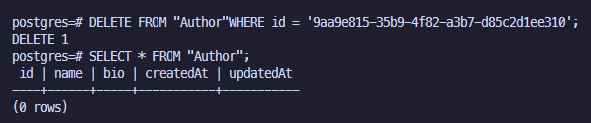 postgres=# DELETE FROM "Author"WHERE id = '9aa9e815-35b9-4f82-a3b7-d85c2d1ee310';
DELETE 1
postgres=# SELECT * FROM "Author";
 id | name | bio | createdAt | updatedAt
----+------+-----+-----------+-----------
(0 rows)